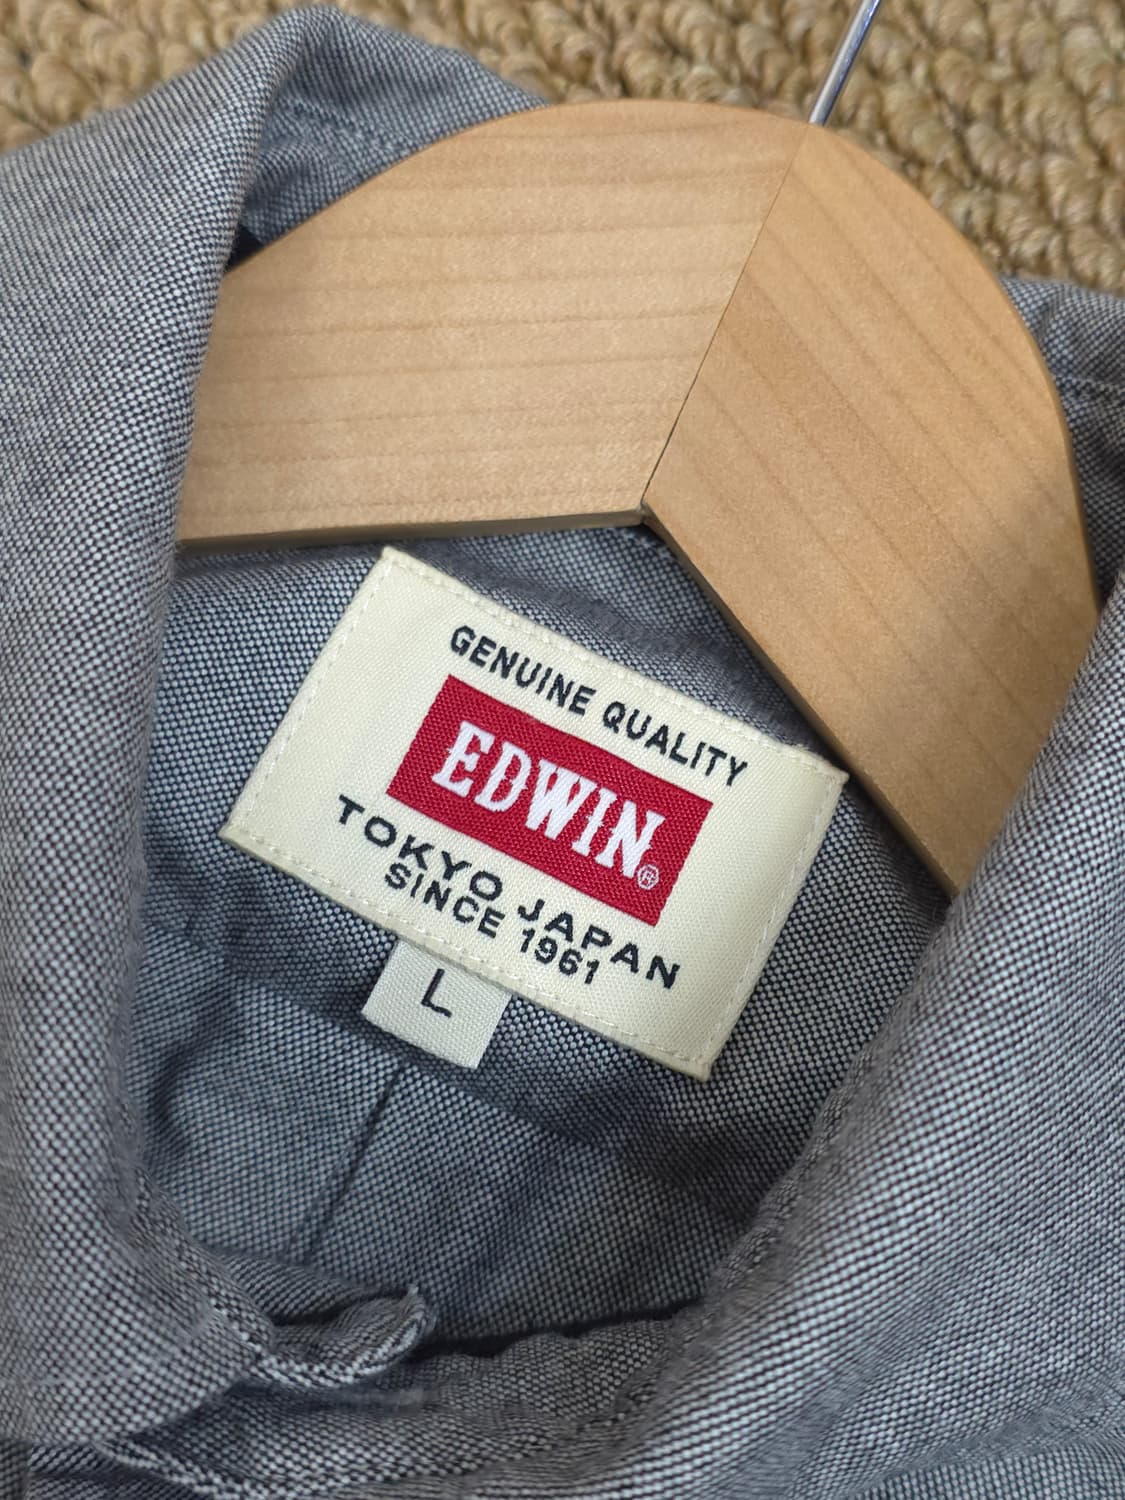 GENUINE QUALITY
EDWIN®
TOKYO JAPAN
SINCE 1961
L